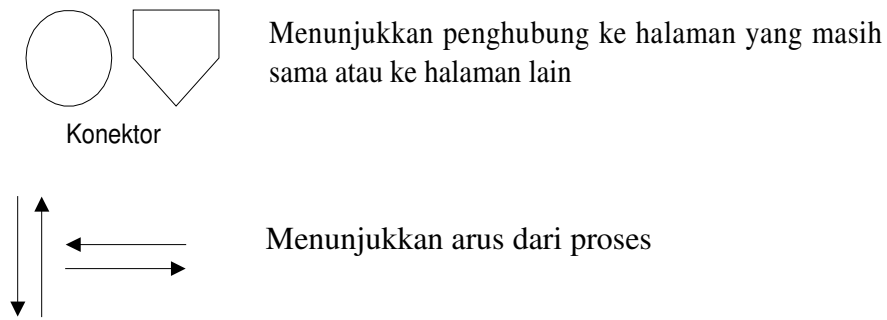 Menunjukkan penghubung ke halaman yang masih
sama atau ke halaman lain
Konektor
Menunjukkan arus dari proses